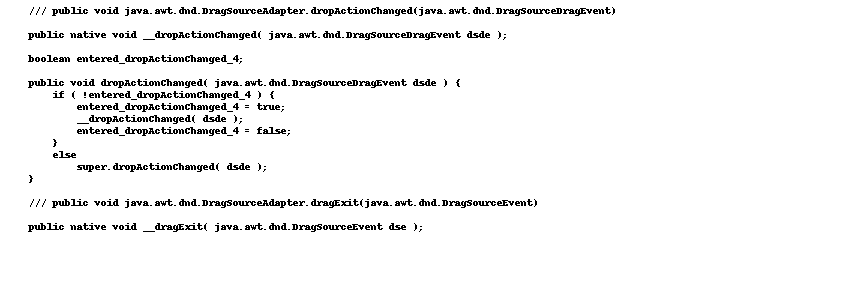 /// public void java.awt.dnd.DragSourceAdapter.dropActionChanged(java.awt.dnd.DragSourceDragEvent)
public native void __dropActionChanged( java.awt.dnd.DragSourceDragEvent dsde );
boolean entered_dropActionChanged_4;
public void dropActionChanged( java.awt.dnd.DragSourceDragEvent dsde ) {
if ( !entered_dropActionChanged_4 ) {
entered_dropActionChanged_4 = true;
__dropActionChanged( dsde );
entered_dropActionChanged_4 = false;
}
else
super.dropActionChanged( dsde );
}
/// public void java.awt.dnd.DragSourceAdapter.dragExit(java.awt.dnd.DragSourceEvent)
public native void __dragExit( java.awt.dnd.DragSourceEvent dse );